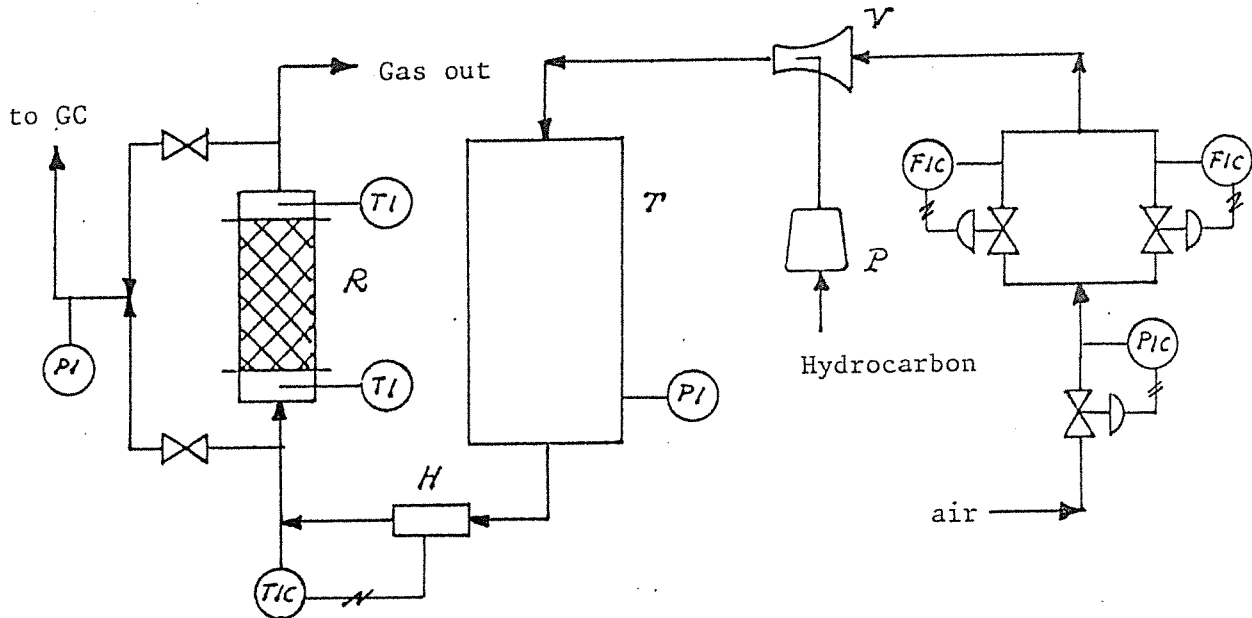 V
Gas out
to GC
FIC
FIC
TI
T
R
P
PIC
Hydrocarbon
PI
TI
PI
H
air
TIC